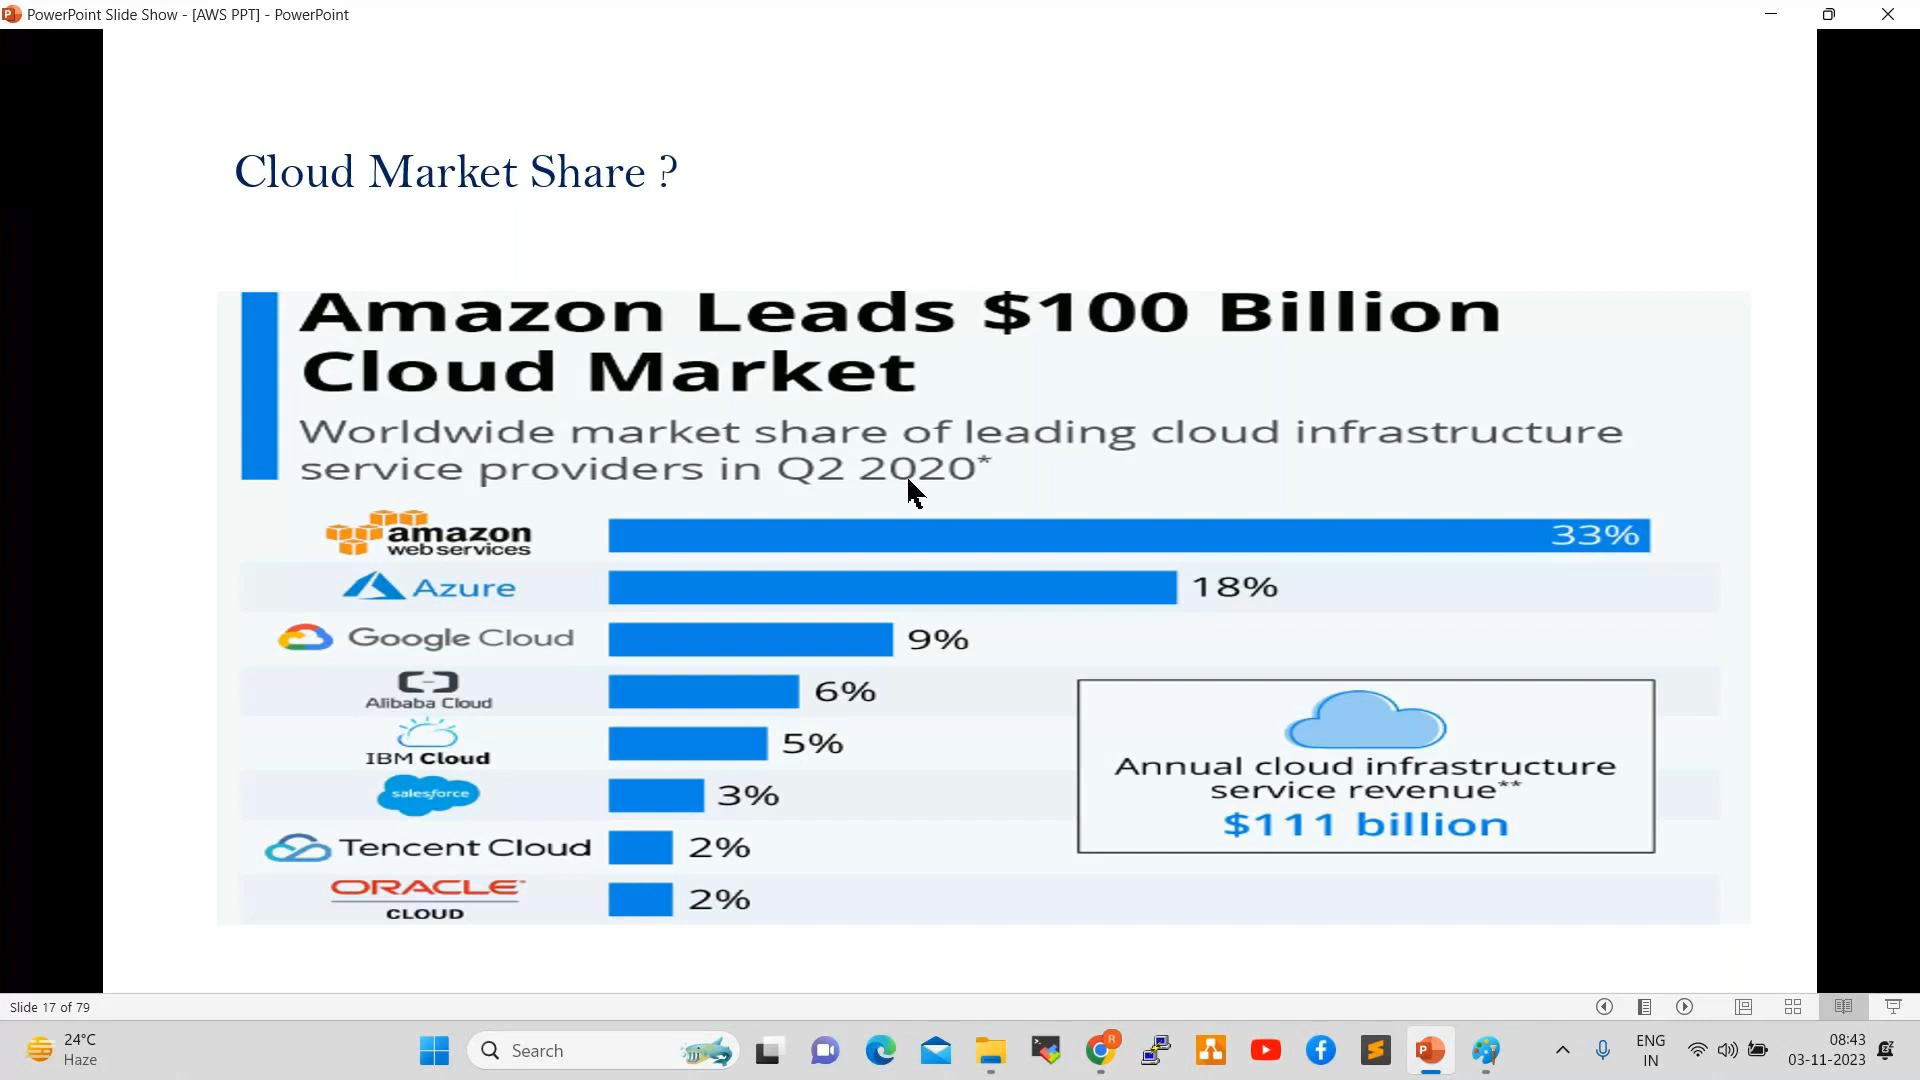 PowerPoint Slide Show - [AWS PPT] - PowerPoint
Cloud Market Share ?
Amazon Leads $100 Billion
Cloud Market
Worldwide market share of leading cloud infrastructure
service providers in Q2 2020*
amazon
web services
33%
Azure
18%
Google Cloud
9%
Alibaba Cloud
6%
IBM Cloud
5%
salesforce
3%
Tencent Cloud
2%
ORACLE
CLOUD
2%
Annual cloud infrastructure
service revenue**
$111 billion
Slide 17 of 79
24°C
Haze
Search
R
ENG
IN
08:43
03-11-2023